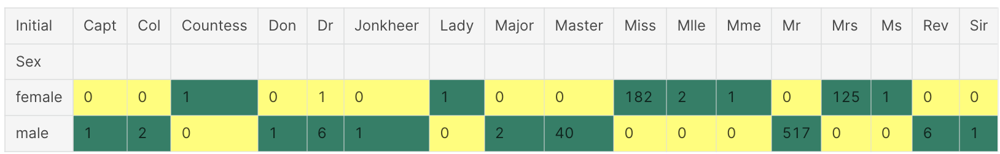 Initial Capt Col Countess Don Dr Jonkheer Lady Major Master Miss Mlle Mme Mr Mrs Ms Rev Sir
Sex
female 0 0 1 0 1 0 1 0 0 182 2 1 0 125 1 0 0
male 1 2 0 1 6 1 0 2 40 0 0 0 517 0 0 6 1